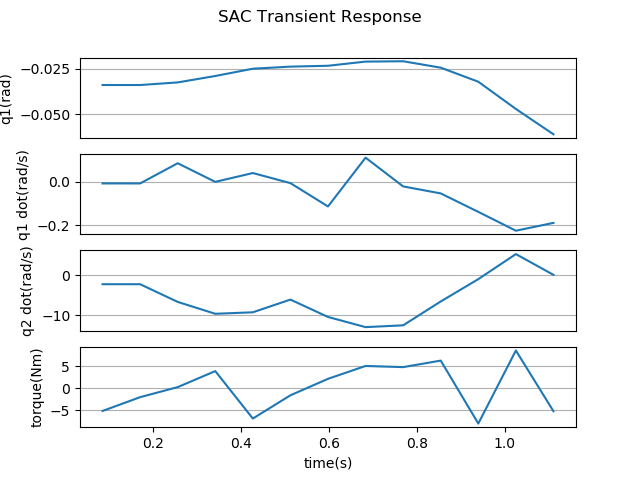 SAC Transient Response
−0.025
−0.050
q1(rad)
0.0
−0.2
q1 dot(rad/s)
0
−10
q2 dot(rad/s)
5
0
−5
torque(Nm)
0.2 0.4 0.6 0.8 1.0
time(s)